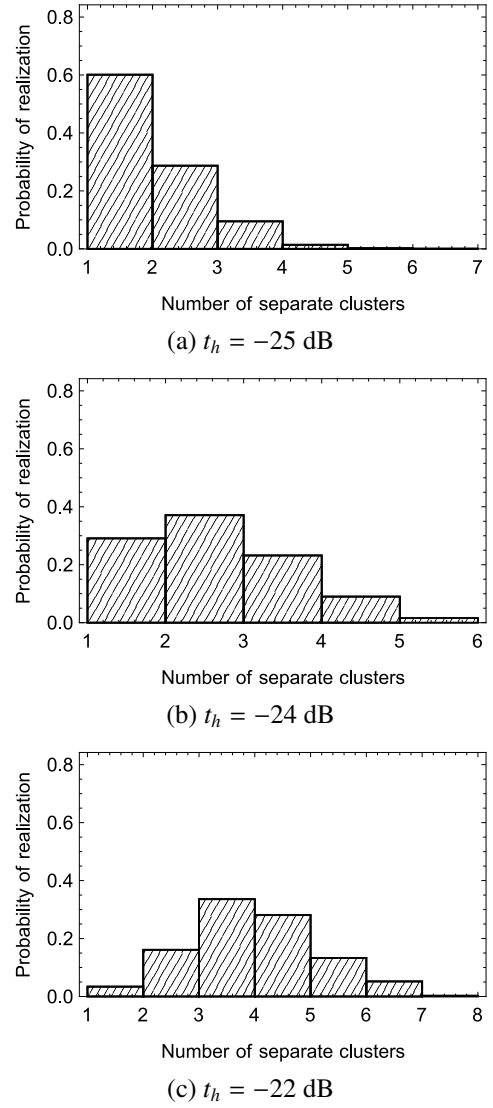 0.8
0.6
0.4
0.2
0.0
Probability of realization
1 2 3 4 5 6 7
Number of separate clusters
(a) t_h = −25 dB
0.8
0.6
0.4
0.2
0.0
Probability of realization
1 2 3 4 5 6
Number of separate clusters
(b) t_h = −24 dB
0.8
0.6
0.4
0.2
0.0
Probability of realization
1 2 3 4 5 6 7 8
Number of separate clusters
(c) t_h = −22 dB